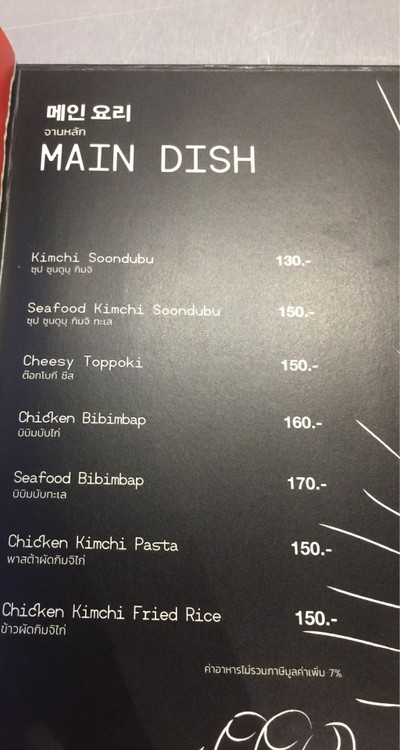 메인 요리
จานหลัก
MAIN DISH
Kimchi Soondubu 130.-
ซุป ซูนดูบุ กิมจิ
Seafood Kimchi Soondubu 150.-
ซุป ซูนดูบุ กิมจิ ทะเล
Cheesy Toppoki 150.-
ต๊อกโบกี ชีส
Chicken Bibimbap 160.-
บิบิมบับไก่
Seafood Bibimbap 170.-
บิบิมบับทะเล
Chicken Kimchi Pasta 150.-
พาสต้าผัดกิมจิไก่
Chicken Kimchi Fried Rice 150.-
ข้าวผัดกิมจิไก่
ค่าอาหารไม่รวมภาษีมูลค่าเพิ่ม 7%